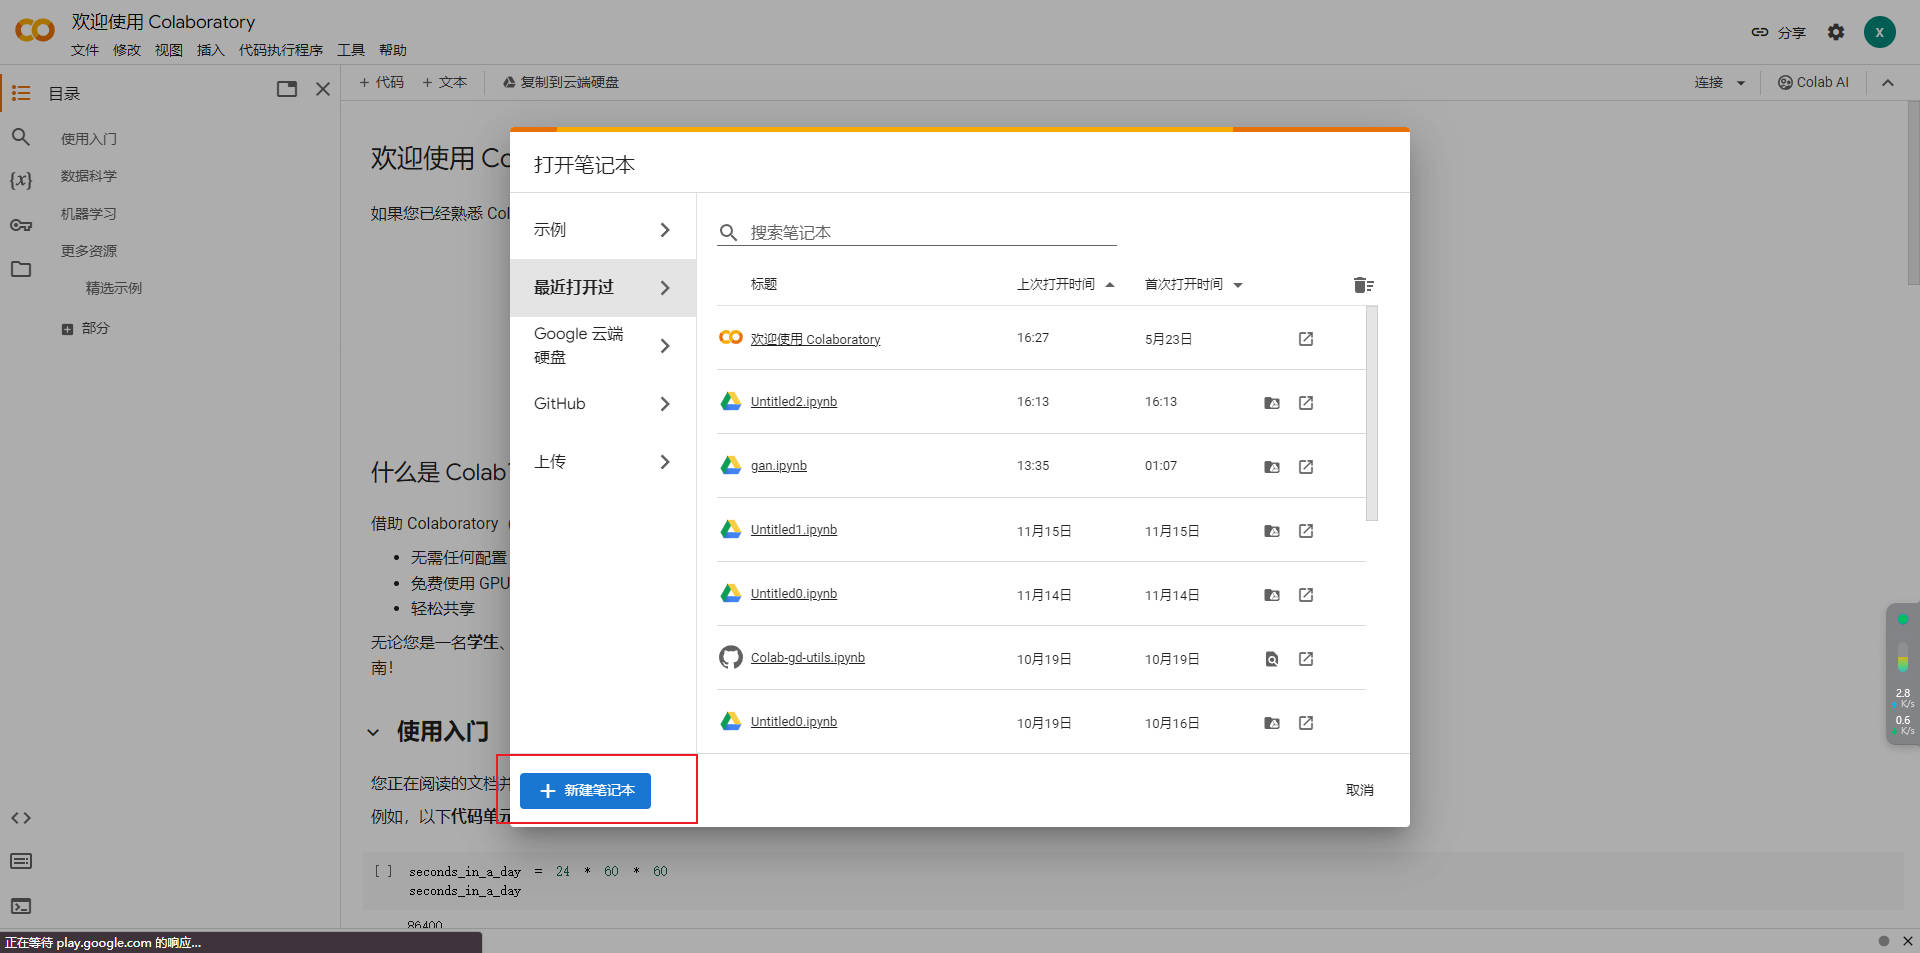 欢迎使用 Colaboratory
文件 修改 视图 插入 代码执行程序 工具 帮助
分享
X
目录
+ 代码 + 文本 复制到云端硬盘
连接 Colab AI
使用入门
数据科学
机器学习
更多资源
精选示例
部分
欢迎使用 Co
如果您已经熟悉 Col
什么是 Colab?
借助 Colaboratory（
• 无需任何配置
• 免费使用 GPU
• 轻松共享
无论您是一名学生、
南！
使用入门
您正在阅读的文档并
例如，以下代码单元
[ ] seconds_in_a_day = 24 * 60 * 60
seconds_in_a_day
86400
打开笔记本
示例
最近打开过
Google 云端
硬盘
GitHub
上传
搜索笔记本
标题 上次打开时间 首次打开时间
欢迎使用 Colaboratory 16:27 5月23日
Untitled2.ipynb 16:13 16:13
gan.ipynb 13:35 01:07
Untitled1.ipynb 11月15日 11月15日
Untitled0.ipynb 11月14日 11月14日
Colab-gd-utils.ipynb 10月19日 10月19日
Untitled0.ipynb 10月19日 10月16日
+ 新建笔记本
取消
2.8
K/s
0.6
K/s
正在等待 play.google.com 的响应...